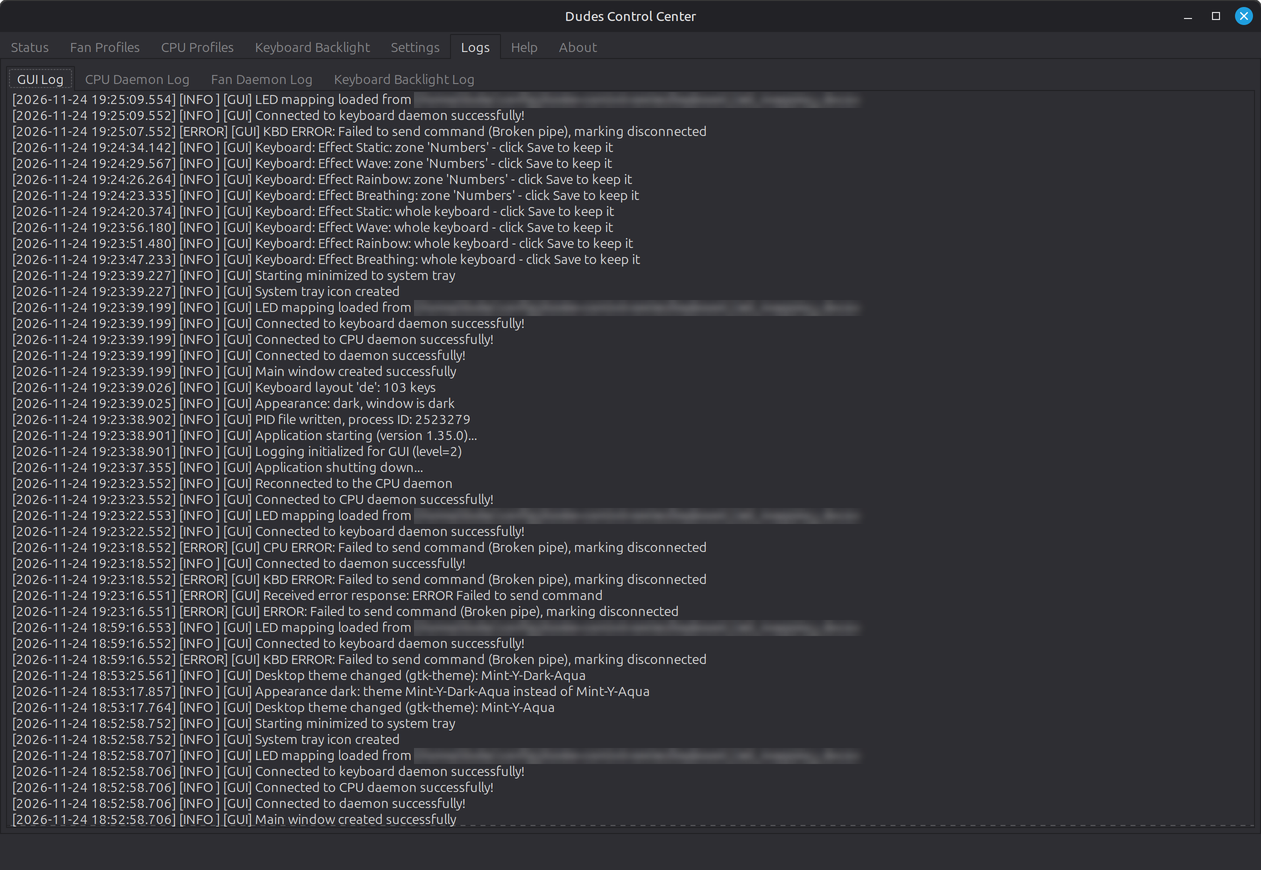 Dudes Control Center
Status Fan Profiles CPU Profiles Keyboard Backlight Settings Logs Help About
GUI Log CPU Daemon Log Fan Daemon Log Keyboard Backlight Log
[2026-11-24 19:25:09.554] [INFO ] [GUI] LED mapping loaded from
[2026-11-24 19:25:09.552] [INFO ] [GUI] Connected to keyboard daemon successfully!
[2026-11-24 19:25:07.552] [ERROR] [GUI] KBD ERROR: Failed to send command (Broken pipe), marking disconnected
[2026-11-24 19:24:34.142] [INFO ] [GUI] Keyboard: Effect Static: zone 'Numbers' - click Save to keep it
[2026-11-24 19:24:29.567] [INFO ] [GUI] Keyboard: Effect Wave: zone 'Numbers' - click Save to keep it
[2026-11-24 19:24:26.264] [INFO ] [GUI] Keyboard: Effect Rainbow: zone 'Numbers' - click Save to keep it
[2026-11-24 19:24:23.335] [INFO ] [GUI] Keyboard: Effect Breathing: zone 'Numbers' - click Save to keep it
[2026-11-24 19:24:20.374] [INFO ] [GUI] Keyboard: Effect Static: whole keyboard - click Save to keep it
[2026-11-24 19:23:56.180] [INFO ] [GUI] Keyboard: Effect Wave: whole keyboard - click Save to keep it
[2026-11-24 19:23:51.480] [INFO ] [GUI] Keyboard: Effect Rainbow: whole keyboard - click Save to keep it
[2026-11-24 19:23:47.233] [INFO ] [GUI] Keyboard: Effect Breathing: whole keyboard - click Save to keep it
[2026-11-24 19:23:39.227] [INFO ] [GUI] Starting minimized to system tray
[2026-11-24 19:23:39.227] [INFO ] [GUI] System tray icon created
[2026-11-24 19:23:39.199] [INFO ] [GUI] LED mapping loaded from
[2026-11-24 19:23:39.199] [INFO ] [GUI] Connected to keyboard daemon successfully!
[2026-11-24 19:23:39.199] [INFO ] [GUI] Connected to CPU daemon successfully!
[2026-11-24 19:23:39.199] [INFO ] [GUI] Connected to daemon successfully!
[2026-11-24 19:23:39.199] [INFO ] [GUI] Main window created successfully
[2026-11-24 19:23:39.026] [INFO ] [GUI] Keyboard layout 'de': 103 keys
[2026-11-24 19:23:39.025] [INFO ] [GUI] Appearance: dark, window is dark
[2026-11-24 19:23:38.902] [INFO ] [GUI] PID file written, process ID: 2523279
[2026-11-24 19:23:38.901] [INFO ] [GUI] Application starting (version 1.35.0)...
[2026-11-24 19:23:38.901] [INFO ] [GUI] Logging initialized for GUI (level=2)
[2026-11-24 19:23:37.355] [INFO ] [GUI] Application shutting down...
[2026-11-24 19:23:23.552] [INFO ] [GUI] Reconnected to the CPU daemon
[2026-11-24 19:23:23.552] [INFO ] [GUI] Connected to CPU daemon successfully!
[2026-11-24 19:23:22.553] [INFO ] [GUI] LED mapping loaded from
[2026-11-24 19:23:22.552] [INFO ] [GUI] Connected to keyboard daemon successfully!
[2026-11-24 19:23:18.552] [ERROR] [GUI] CPU ERROR: Failed to send command (Broken pipe), marking disconnected
[2026-11-24 19:23:18.552] [INFO ] [GUI] Connected to daemon successfully!
[2026-11-24 19:23:18.552] [ERROR] [GUI] KBD ERROR: Failed to send command (Broken pipe), marking disconnected
[2026-11-24 19:23:16.551] [ERROR] [GUI] Received error response: ERROR Failed to send command
[2026-11-24 19:23:16.551] [ERROR] [GUI] ERROR: Failed to send command (Broken pipe), marking disconnected
[2026-11-24 18:59:16.553] [INFO ] [GUI] LED mapping loaded from
[2026-11-24 18:59:16.552] [INFO ] [GUI] Connected to keyboard daemon successfully!
[2026-11-24 18:59:16.552] [ERROR] [GUI] KBD ERROR: Failed to send command (Broken pipe), marking disconnected
[2026-11-24 18:53:25.561] [INFO ] [GUI] Desktop theme changed (gtk-theme): Mint-Y-Dark-Aqua
[2026-11-24 18:53:17.857] [INFO ] [GUI] Appearance dark: theme Mint-Y-Dark-Aqua instead of Mint-Y-Aqua
[2026-11-24 18:53:17.764] [INFO ] [GUI] Desktop theme changed (gtk-theme): Mint-Y-Aqua
[2026-11-24 18:52:58.752] [INFO ] [GUI] Starting minimized to system tray
[2026-11-24 18:52:58.752] [INFO ] [GUI] System tray icon created
[2026-11-24 18:52:58.707] [INFO ] [GUI] LED mapping loaded from
[2026-11-24 18:52:58.706] [INFO ] [GUI] Connected to keyboard daemon successfully!
[2026-11-24 18:52:58.706] [INFO ] [GUI] Connected to CPU daemon successfully!
[2026-11-24 18:52:58.706] [INFO ] [GUI] Connected to daemon successfully!
[2026-11-24 18:52:58.706] [INFO ] [GUI] Main window created successfully